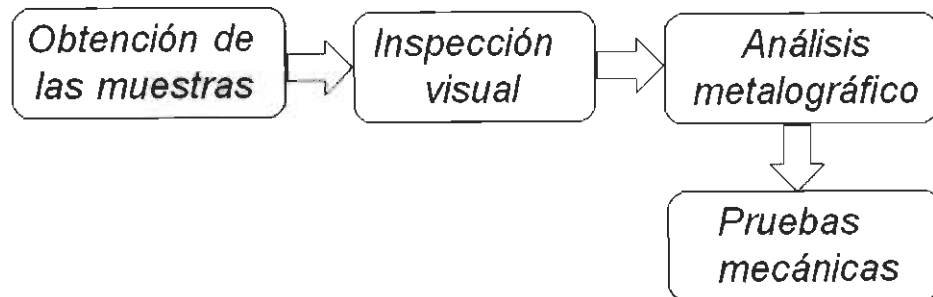 Obtención de
las muestras
Inspección
visual
Análisis
metalográfico
Pruebas
mecánicas